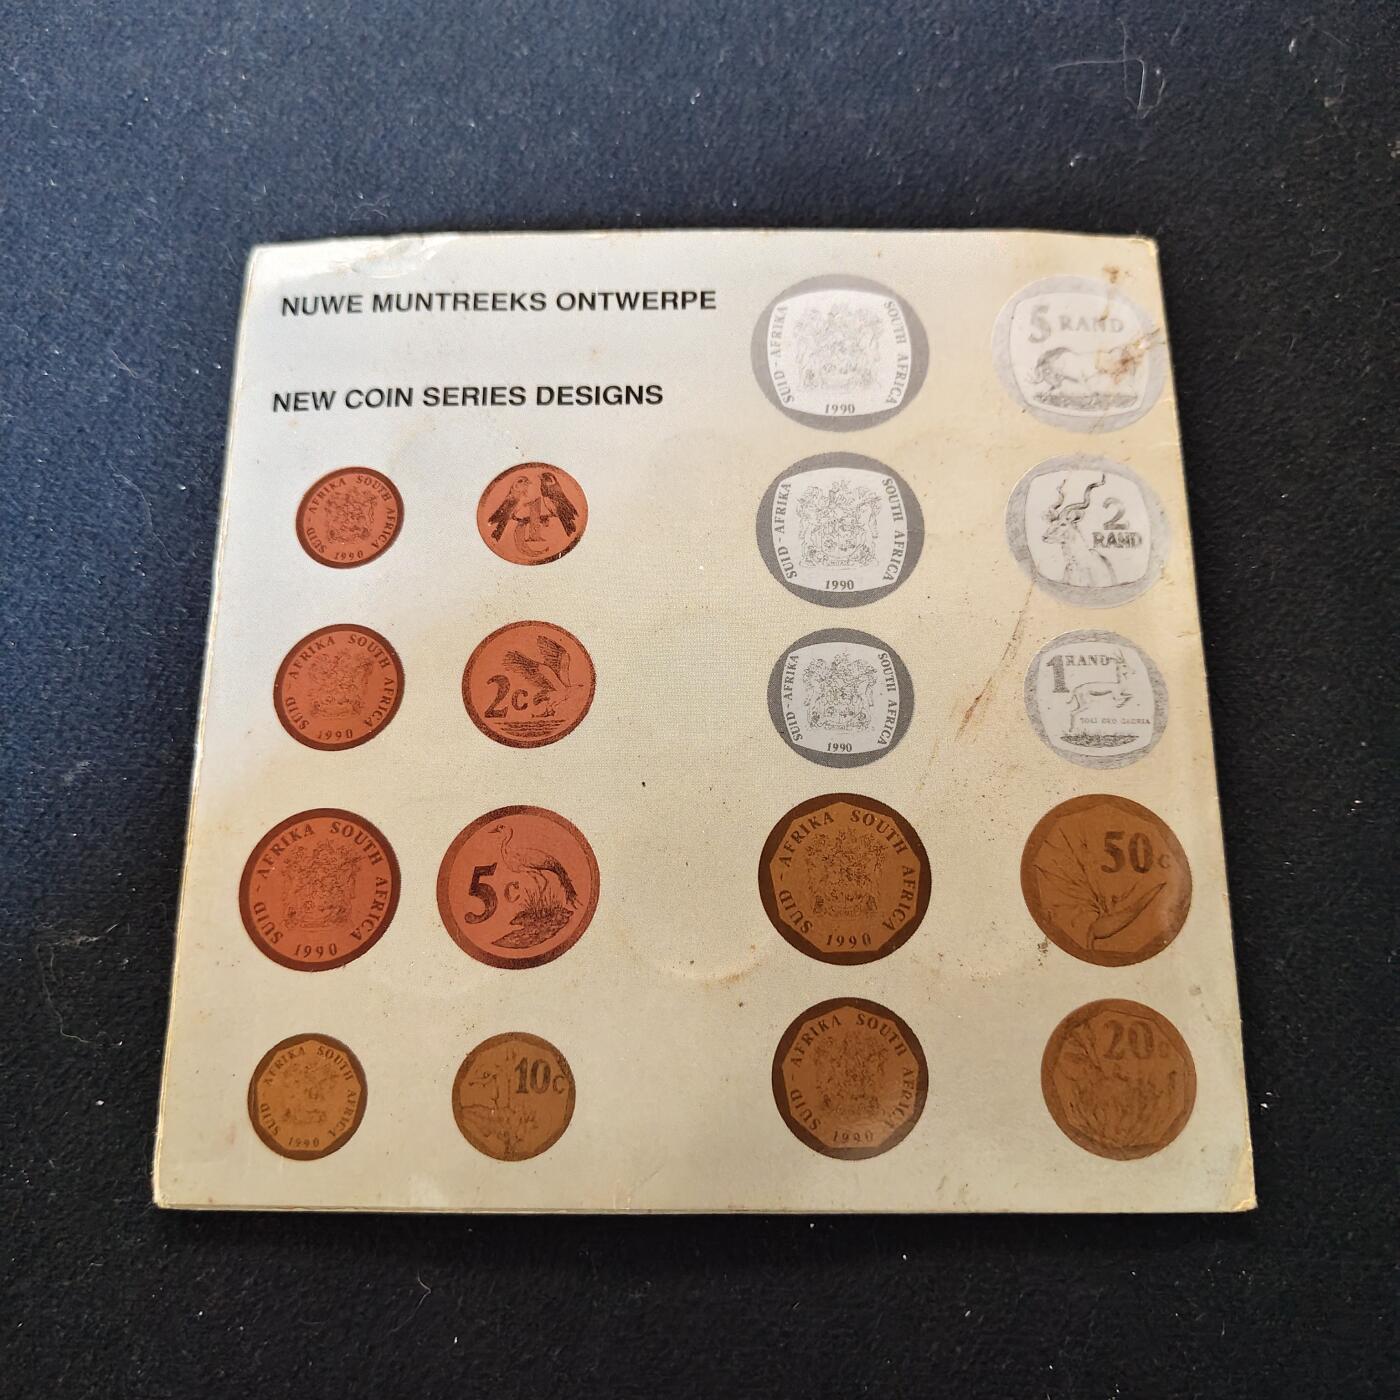 NUWE MUNTREEKS ONTWERPE
NEW COIN SERIES DESIGNS
SUID-AFRIKA SOUTH AFRICA
1990
5 RAND
SUID-AFRIKA SOUTH AFRICA
1990
2
RAND
SUID-AFRIKA SOUTH AFRICA
1990
1 RAND
SOLI DEO GLORIA
SUID-AFRIKA SOUTH AFRICA
1990
1c
SUID-AFRIKA SOUTH AFRICA
1990
2c
SUID-AFRIKA SOUTH AFRICA
1990
5c
SUID-AFRIKA SOUTH AFRICA
1990
50c
SUID-AFRIKA SOUTH AFRICA
1990
10c
SUID-AFRIKA SOUTH AFRICA
1990
20c